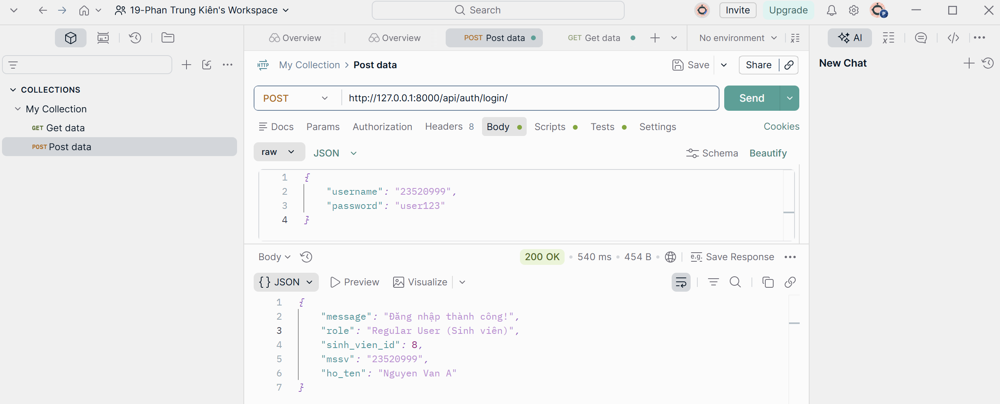 19-Phan Trung Kiên's Workspace
Search
Invite
Upgrade
P
Overview
Overview
POST Post data
GET Get data
No environment
AI
COLLECTIONS
My Collection
GET Get data
POST Post data
HTTP
My Collection > Post data
Save
Share
New Chat
POST
http://127.0.0.1:8000/api/auth/login/
Send
Docs
Params
Authorization
Headers 8
Body
Scripts
Tests
Settings
Cookies
raw
JSON
Schema
Beautify
1 {
2 "username": "23520999",
3 "password": "user123"
4 }
Body
200 OK
540 ms
454 B
e.g. Save Response
{} JSON
Preview
Visualize
1 {
2 "message": "Đăng nhập thành công!",
3 "role": "Regular User (Sinh viên)",
4 "sinh_vien_id": 8,
5 "mssv": "23520999",
6 "ho_ten": "Nguyen Van A"
7 }